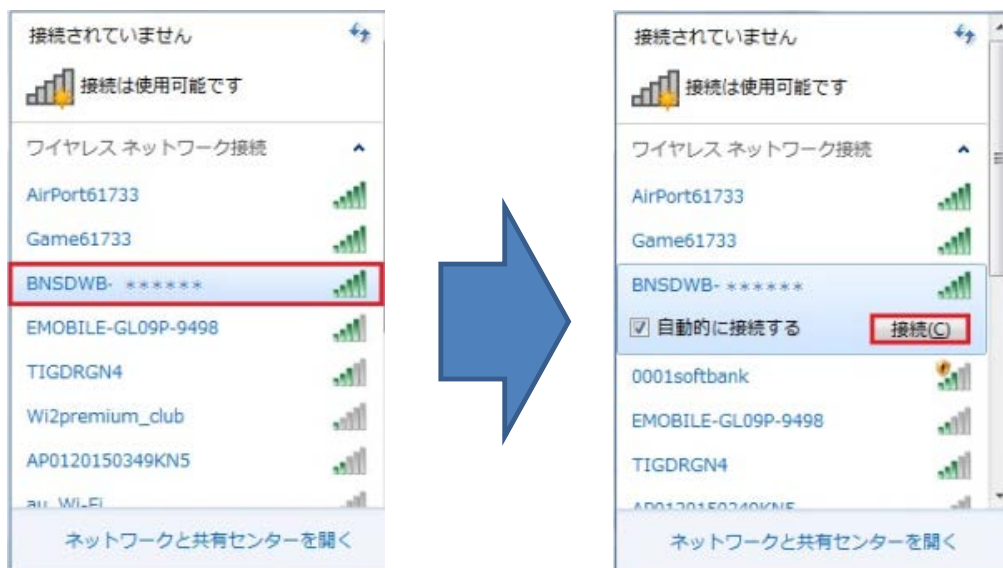 接続されていません
接続は使用可能です
ワイヤレス ネットワーク接続
AirPort61733
Game61733
BNSDWB- ******
EMOBILE-GL09P-9498
TIGDRGN4
Wi2premium_club
AP0120150349KN5
au_Wi-Fi
ネットワークと共有センターを開く
接続されていません
接続は使用可能です
ワイヤレス ネットワーク接続
AirPort61733
Game61733
BNSDWB- ******
自動的に接続する 接続(C)
0001softbank
EMOBILE-GL09P-9498
TIGDRGN4
AP0120150349KN5
ネットワークと共有センターを開く